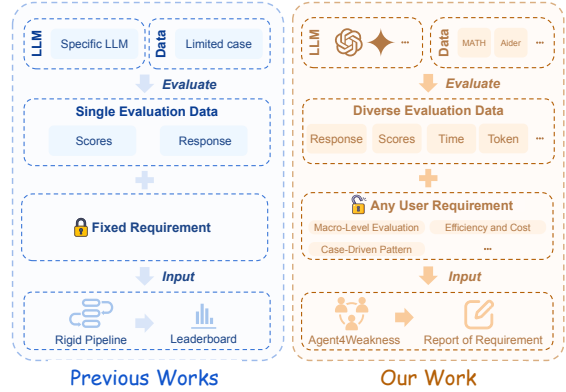 LLM
Specific LLM
Data
Limited case
Evaluate
Single Evaluation Data
Scores
Response
Fixed Requirement
Input
Rigid Pipeline
Leaderboard
Previous Works
LLM
...
Data
MATH
Aider
...
Evaluate
Diverse Evaluation Data
Response
Scores
Time
Token
...
Any User Requirement
Macro-Level Evaluation
Efficiency and Cost
Case-Driven Pattern
...
Input
Agent4Weakness
Report of Requirement
Our Work